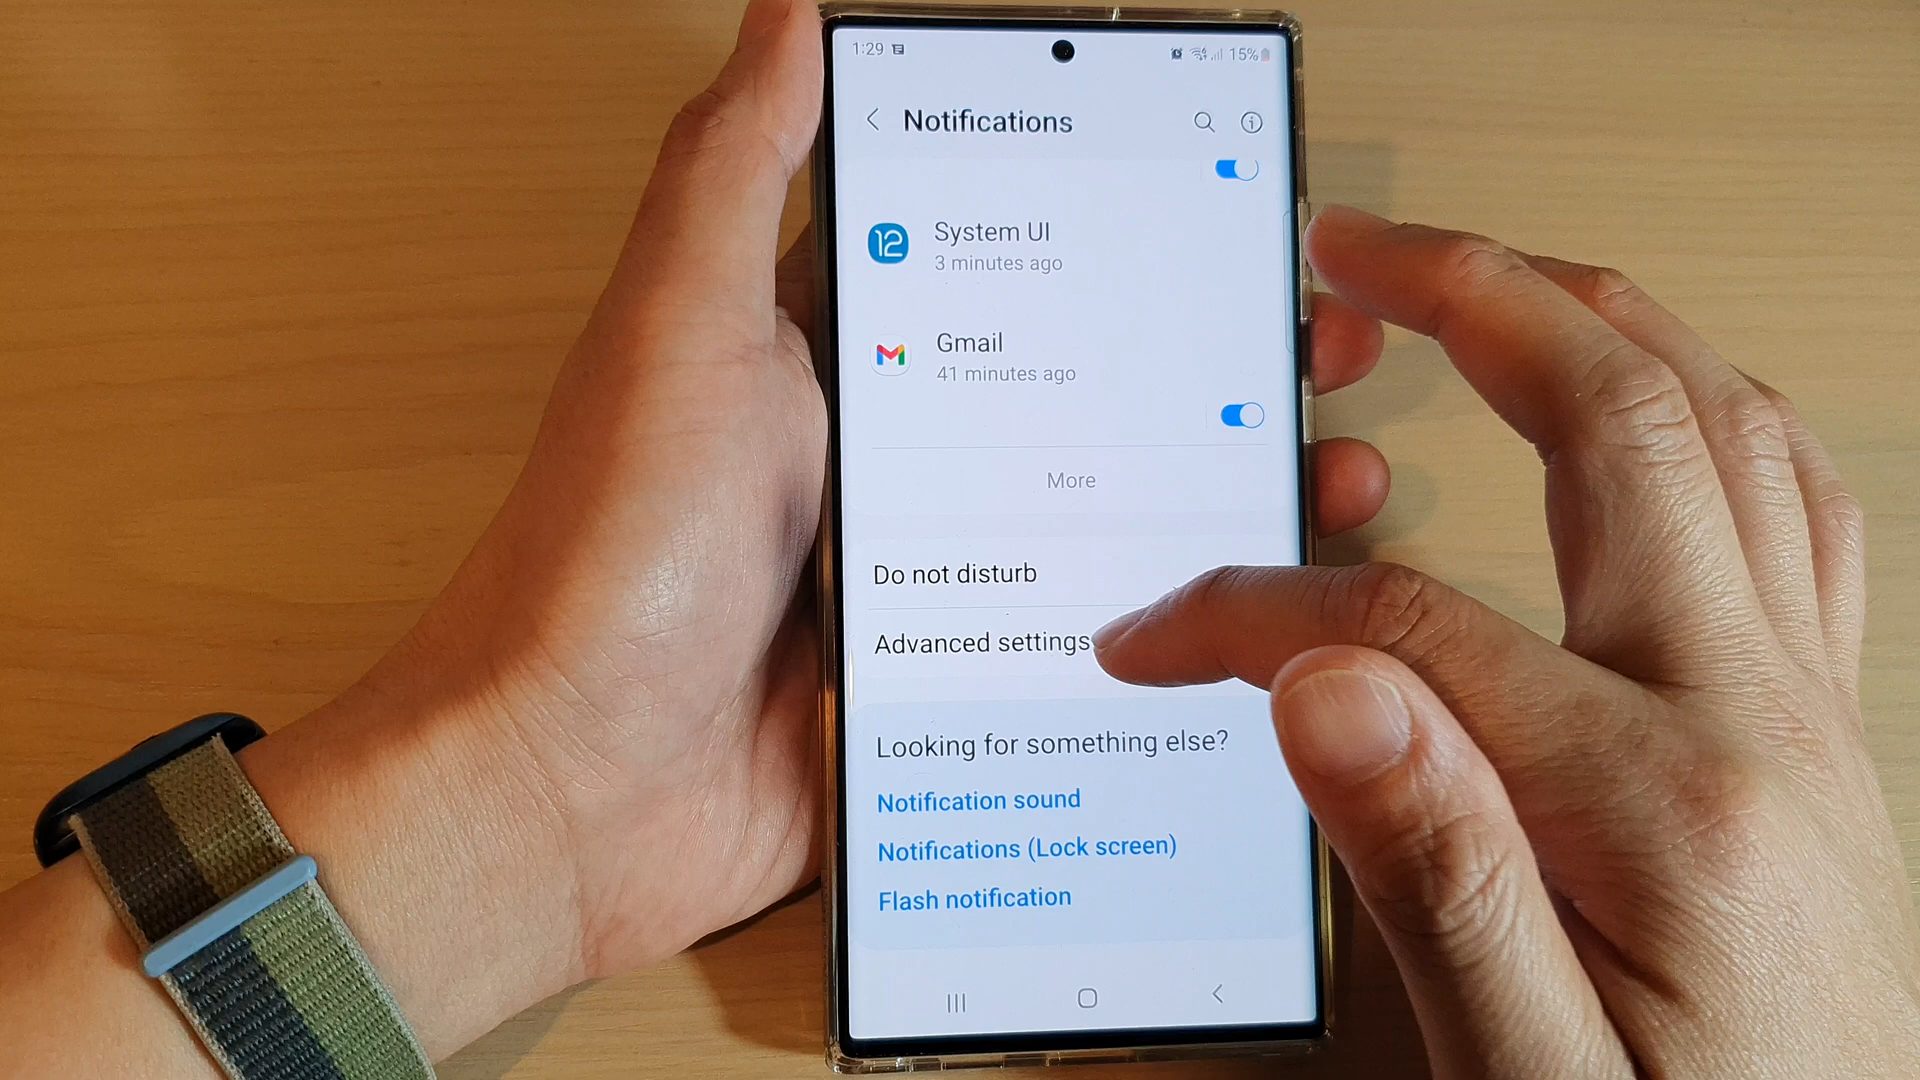 1:29 15%
Notifications
12 System UI
3 minutes ago
Gmail
41 minutes ago
More
Do not disturb
Advanced settings
Looking for something else?
Notification sound
Notifications (Lock screen)
Flash notification